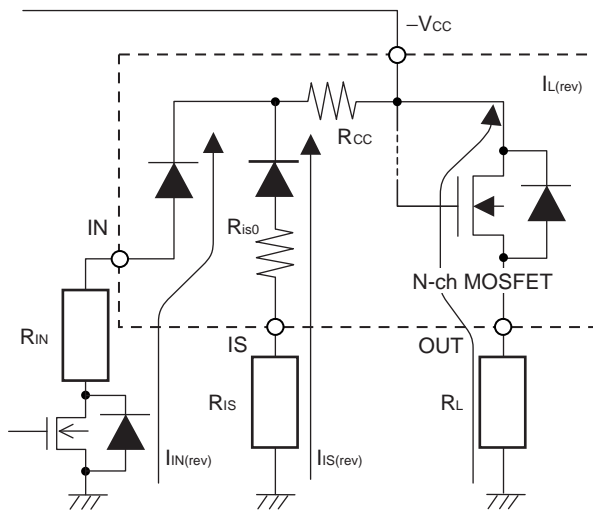 –VCC
IL(rev)
RCC
IN
Ris0
N-ch MOSFET
RIN
IS
OUT
RIS
RL
IIN(rev)
IIS(rev)